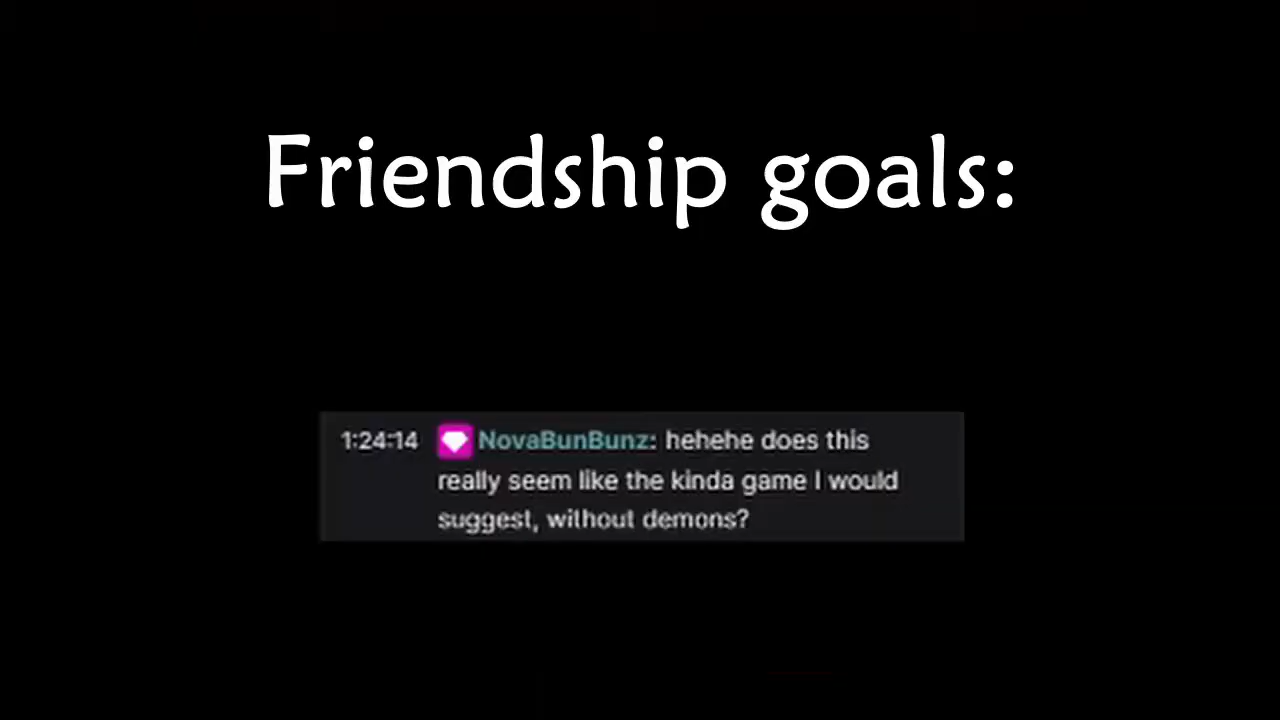 Friendship goals:
1:24:14 NovaBunBunz: hehehe does this
really seem like the kinda game I would
suggest, without demons?